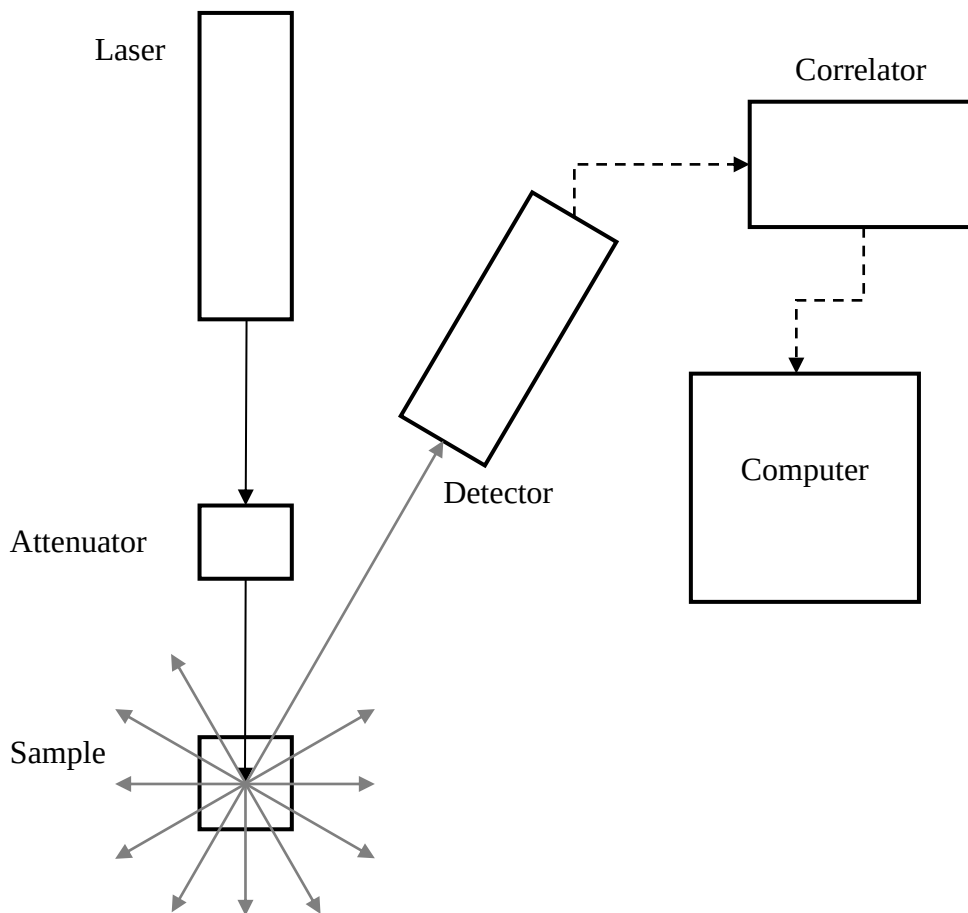 Laser
Correlator
Detector
Computer
Attenuator
Sample